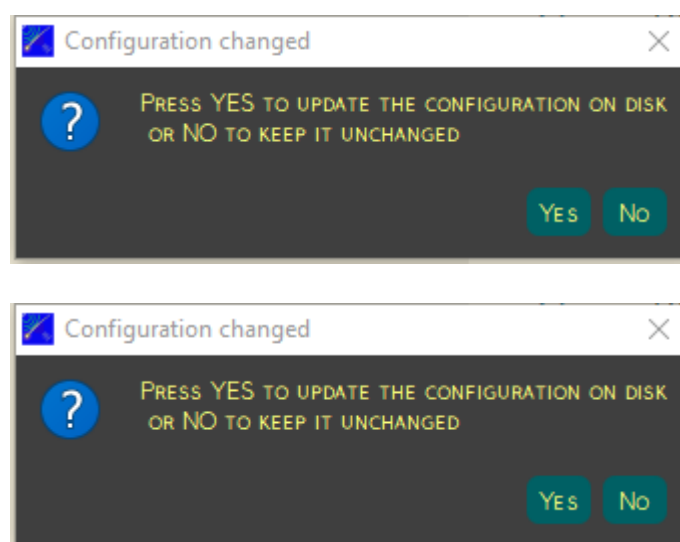 Configuration changed
?
Press YES to update the configuration on disk
or NO to keep it unchanged
Yes No
Configuration changed
?
Press YES to update the configuration on disk
or NO to keep it unchanged
Yes No